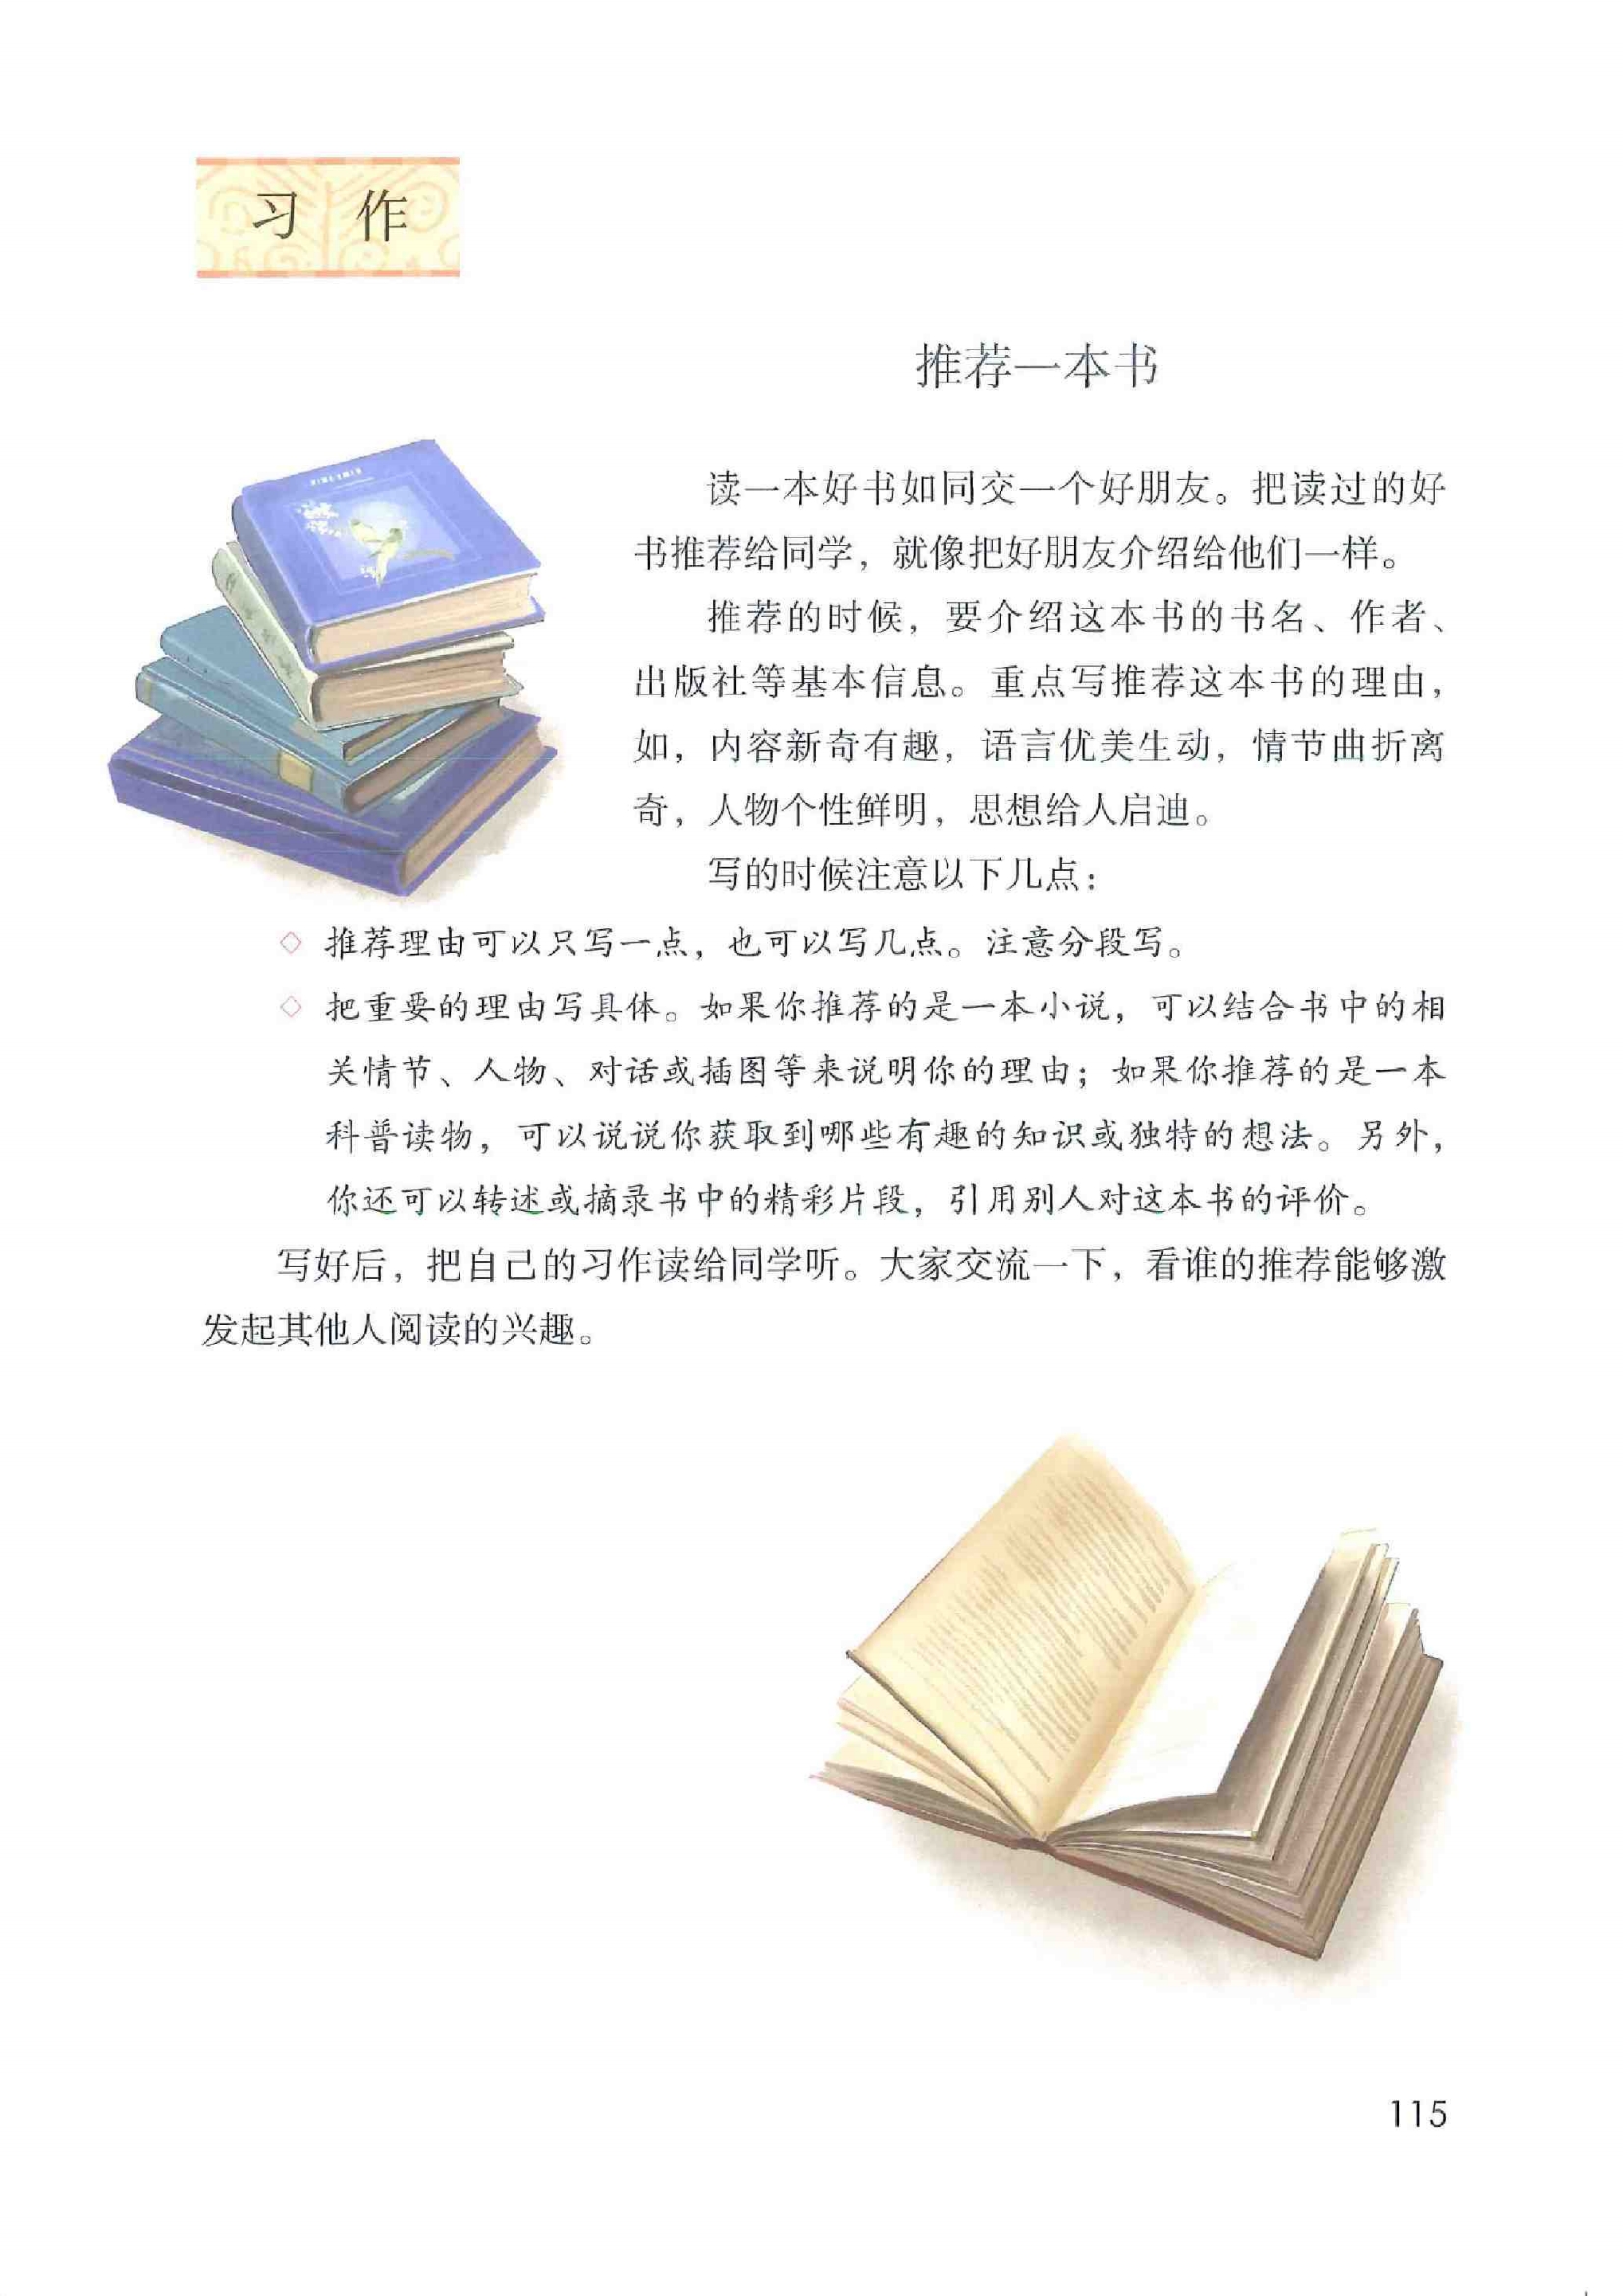 习 作
推荐一本书
读一本好书如同交一个好朋友。把读过的好
书推荐给同学，就像把好朋友介绍给他们一样。
推荐的时候，要介绍这本书的书名、作者、
出版社等基本信息。重点写推荐这本书的理由，
如，内容新奇有趣，语言优美生动，情节曲折离
奇，人物个性鲜明，思想给人启迪。
写的时候注意以下几点：
◇ 推荐理由可以只写一点，也可以写几点。注意分段写。
◇ 把重要的理由写具体。如果你推荐的是一本小说，可以结合书中的相
关情节、人物、对话或插图等来说明你的理由；如果你推荐的是一本
科普读物，可以说说你获取到哪些有趣的知识或独特的想法。另外，
你还可以转述或摘录书中的精彩片段，引用别人对这本书的评价。
写好后，把自己的习作读给同学听。大家交流一下，看谁的推荐能够激
发起其他人阅读的兴趣。
115